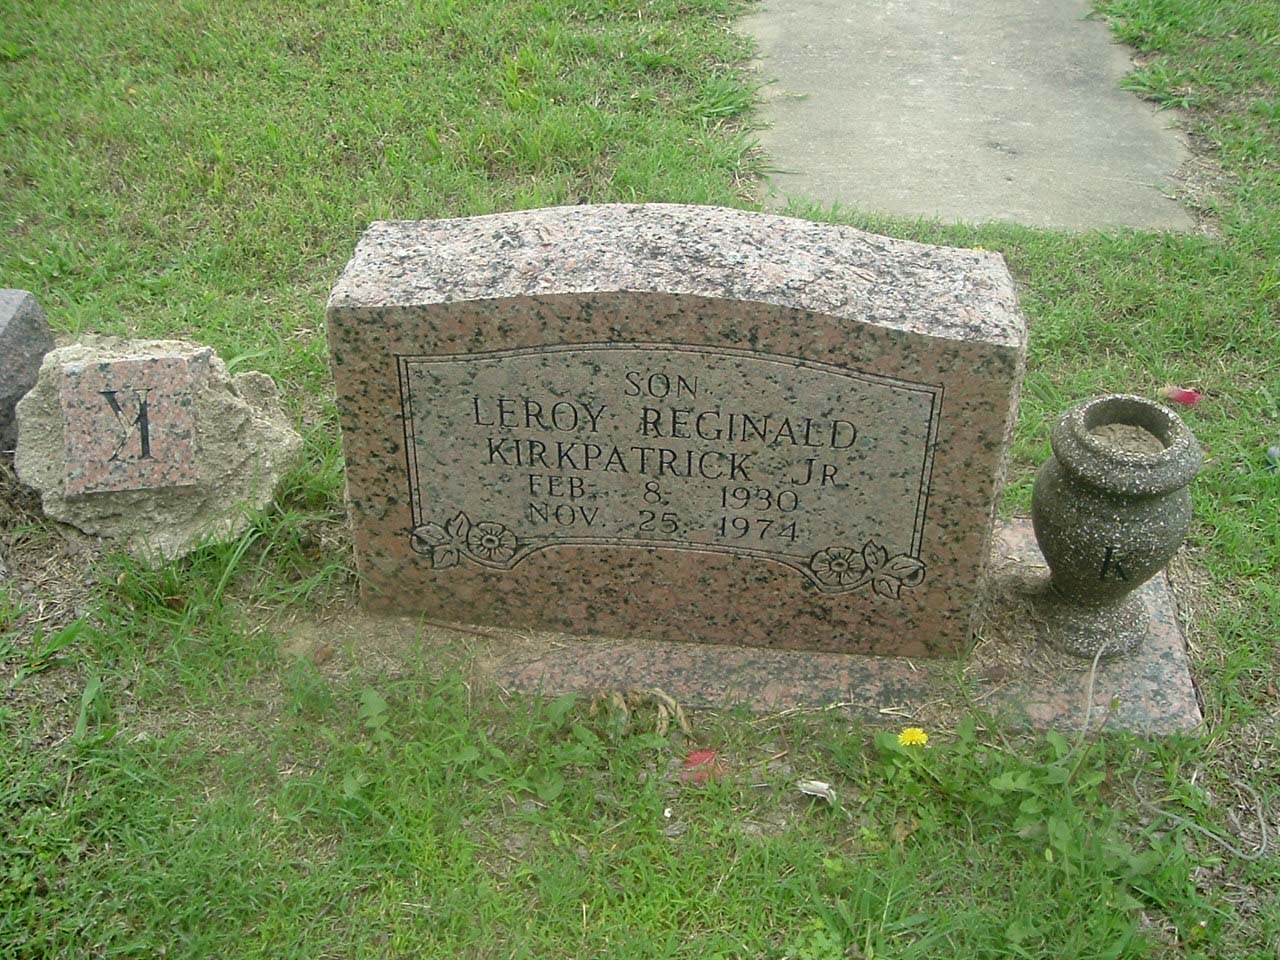 SON
LEROY REGINALD
KIRKPATRICK JR
FEB. 8. 1930
NOV. 25. 1974
K
K